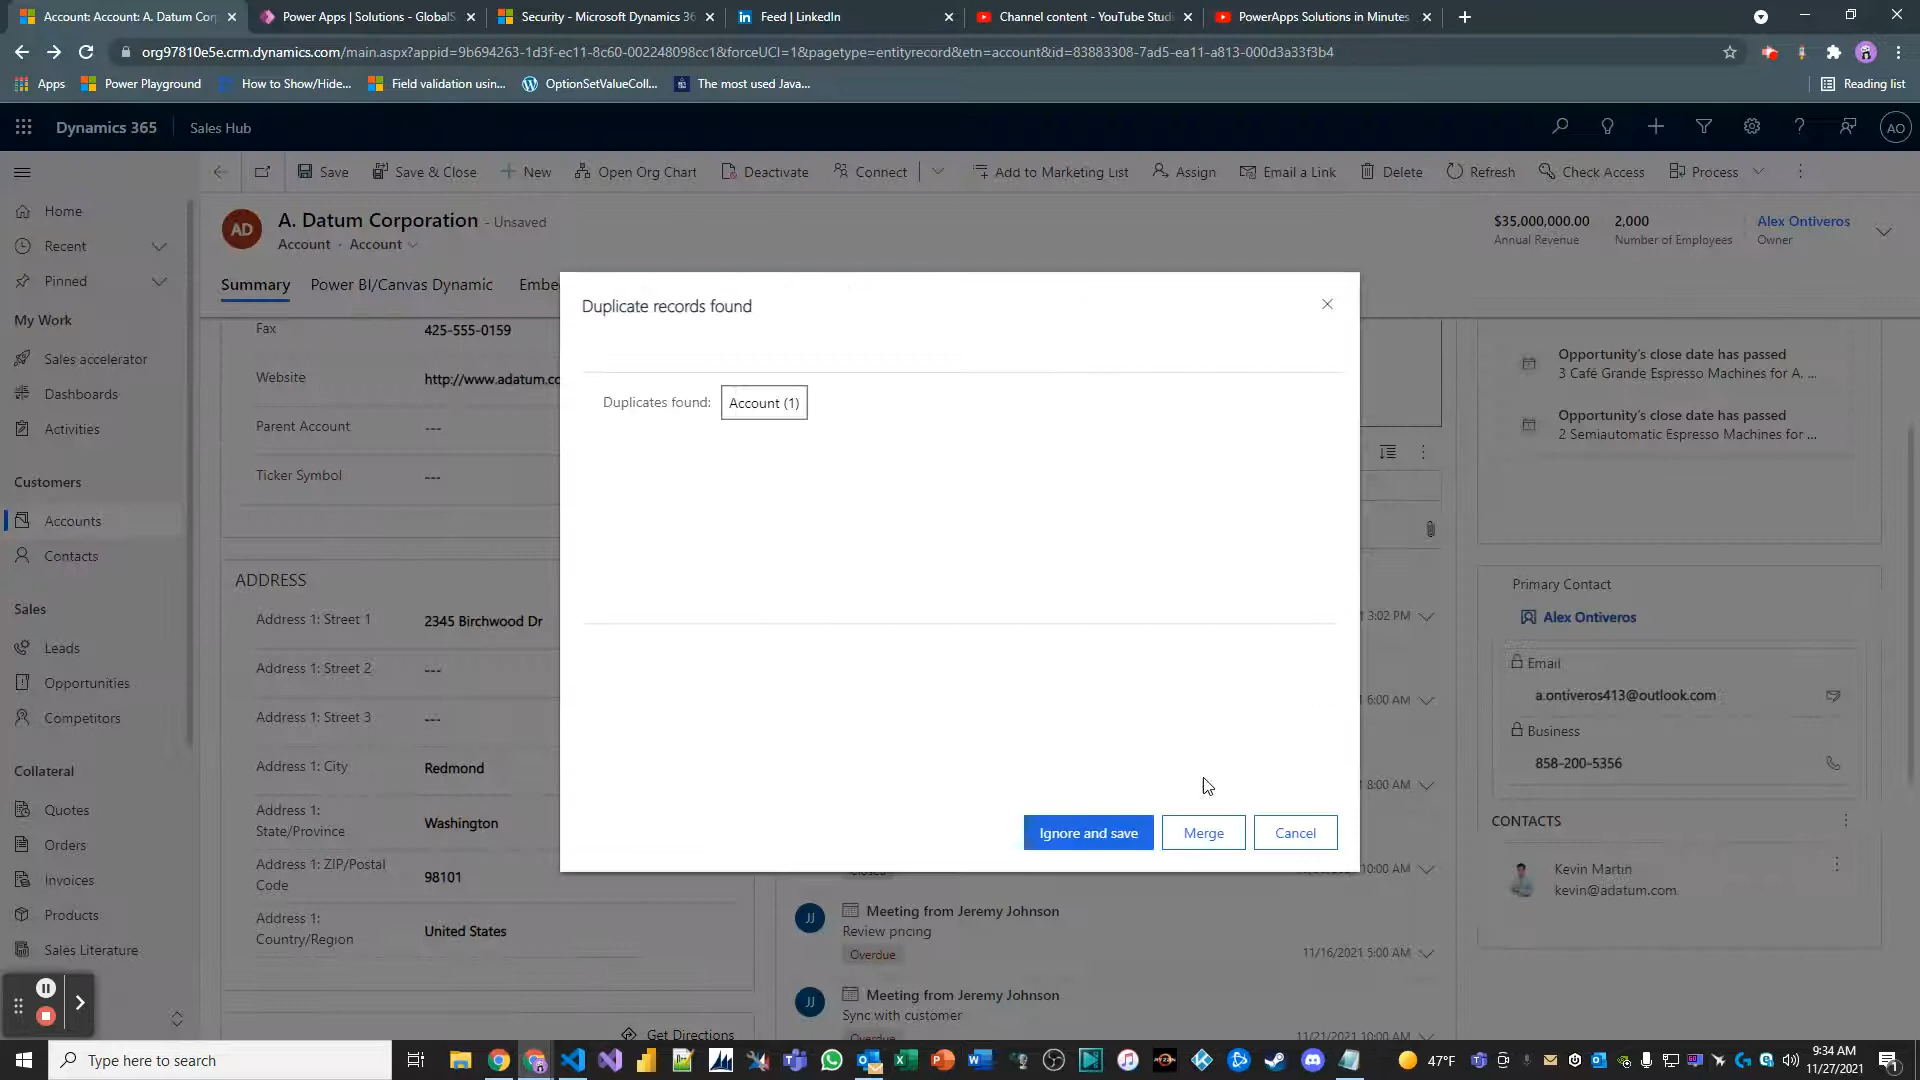 Account: Account: A. Datum Cor
Power Apps | Solutions - GlobalS
Security - Microsoft Dynamics 36
Feed | LinkedIn
Channel content - YouTube Stud
PowerApps Solutions in Minutes
org97810e5e.crm.dynamics.com/main.aspx?appid=9b694263-1d3f-ec11-8c60-002248098cc1&forceUCI=1&pagetype=entityrecord&etn=account&id=83883308-7ad5-ea11-a813-000d3a33f3b4
Apps
Power Playground
How to Show/Hide...
Field validation usin...
OptionSetValueColl...
The most used Java...
Reading list
Dynamics 365
Sales Hub
AO
Save
Save & Close
New
Open Org Chart
Deactivate
Connect
Add to Marketing List
Assign
Email a Link
Delete
Refresh
Check Access
Process
Home
Recent
Pinned
My Work
Sales accelerator
Dashboards
Activities
Customers
Accounts
Contacts
Sales
Leads
Opportunities
Competitors
Collateral
Quotes
Orders
Invoices
Products
Sales Literature
AD
A. Datum Corporation - Unsaved
Account · Account
$35,000,000.00
Annual Revenue
2,000
Number of Employees
Alex Ontiveros
Owner
Summary
Power BI/Canvas Dynamic
Embe
Fax 425-555-0159
Website http://www.adatum.co
Parent Account ---
Ticker Symbol ---
ADDRESS
Address 1: Street 1 2345 Birchwood Dr
Address 1: Street 2 ---
Address 1: Street 3 ---
Address 1: City Redmond
Address 1:
State/Province
Washington
Address 1: ZIP/Postal
Code
98101
Address 1:
Country/Region
United States
Get Directions
Duplicate records found
Duplicates found: Account (1)
Ignore and save
Merge
Cancel
3:02 PM
6:00 AM
8:00 AM
10:00 AM
Closed
JJ
Meeting from Jeremy Johnson
Review pricing
Overdue
11/16/2021 5:00 AM
JJ
Meeting from Jeremy Johnson
Sync with customer
Overdue
11/21/2021 10:00 AM
Opportunity's close date has passed
3 Café Grande Espresso Machines for A. ...
Opportunity's close date has passed
2 Semiautomatic Espresso Machines for ...
Primary Contact
Alex Ontiveros
Email
a.ontiveros413@outlook.com
Business
858-200-5356
CONTACTS
Kevin Martin
kevin@adatum.com
Type here to search
47°F
9:34 AM
11/27/2021